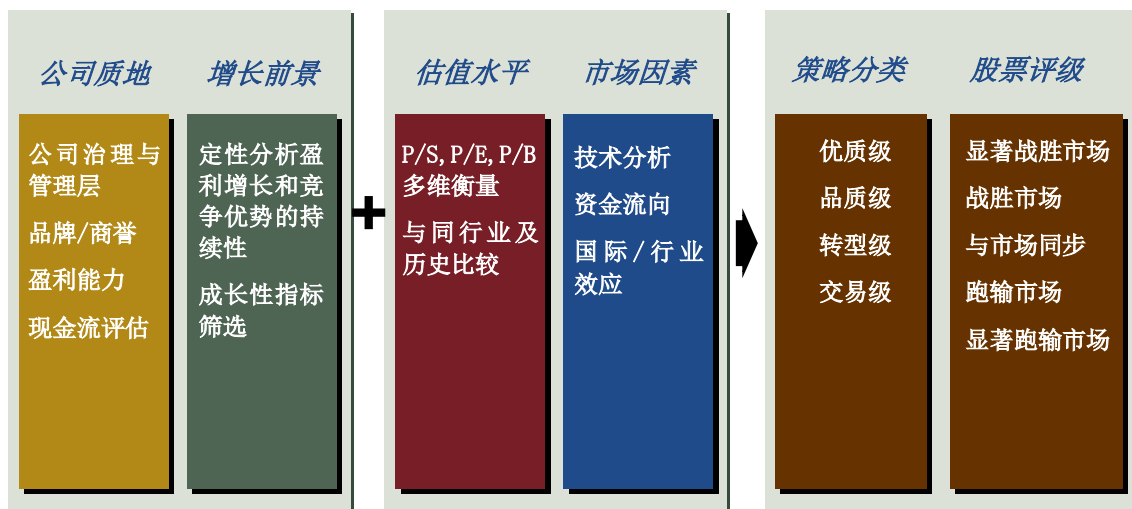 公司质地
公司治理与
管理层
品牌/商誉
盈利能力
现金流评估
增长前景
定性分析盈
利增长和竞
争优势的持
续性
成长性指标
筛选
估值水平
P/S,P/E,P/B
多维衡量
与同行业及
历史比较
市场因素
技术分析
资金流向
国际/行业
效应
策略分类
优质级
品质级
转型级
交易级
股票评级
显著战胜市场
战胜市场
与市场同步
跑输市场
显著跑输市场